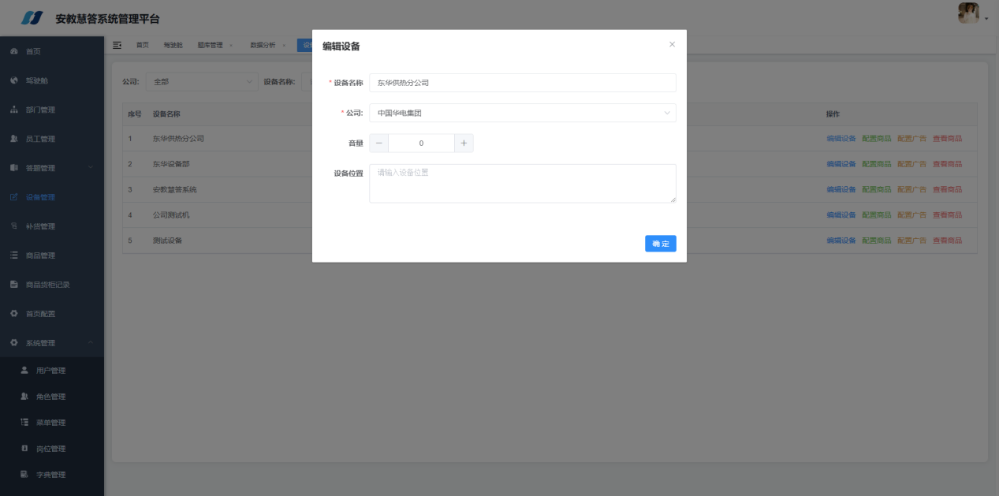 安教慧答系统管理平台
首页
驾驶舱
部门管理
员工管理
答题管理
设备管理
补货管理
商品管理
商品货柜记录
首页配置
系统管理
用户管理
角色管理
菜单管理
岗位管理
字典管理
首页 驾驶舱 题库管理 × 数据分析 × 设
公司: 全部 设备名称:
序号 设备名称 操作
1 东华供热分公司 编辑设备 配置商品 配置广告 查看商品
2 东华设备部 编辑设备 配置商品 配置广告 查看商品
3 安教慧答系统 编辑设备 配置商品 配置广告 查看商品
4 公司测试机 编辑设备 配置商品 配置广告 查看商品
5 测试设备 编辑设备 配置商品 配置广告 查看商品
编辑设备
* 设备名称 东华供热分公司
* 公司: 中国华电集团
音量 0
设备位置 请输入设备位置
确 定